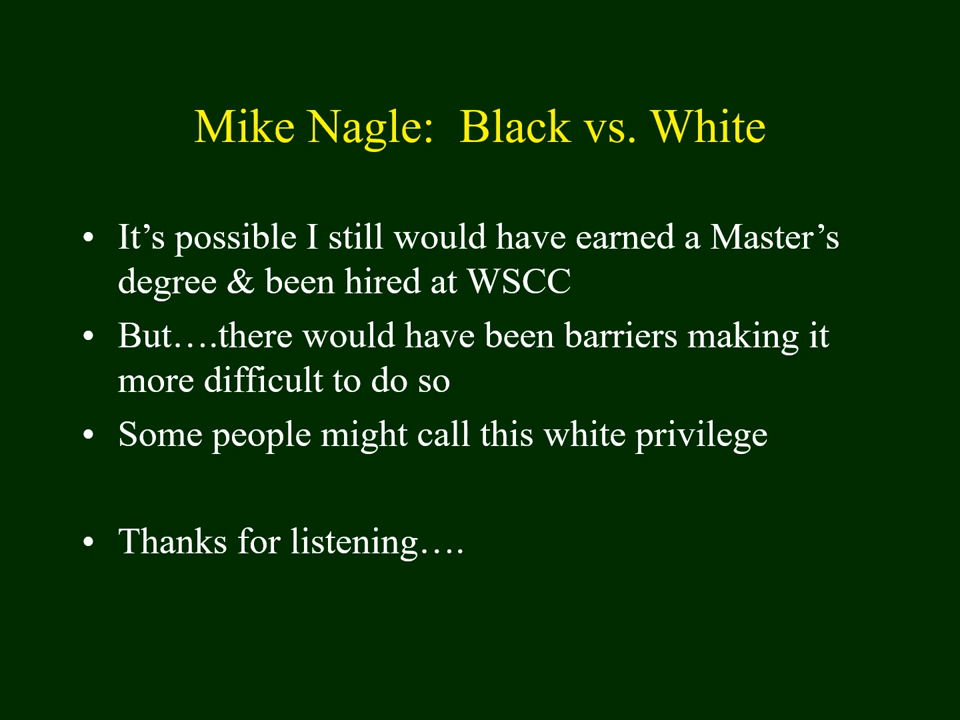 Mike Nagle:  Black vs. White
• It’s possible I still would have earned a Master’s
degree & been hired at WSCC
• But….there would have been barriers making it
more difficult to do so
• Some people might call this white privilege
• Thanks for listening….